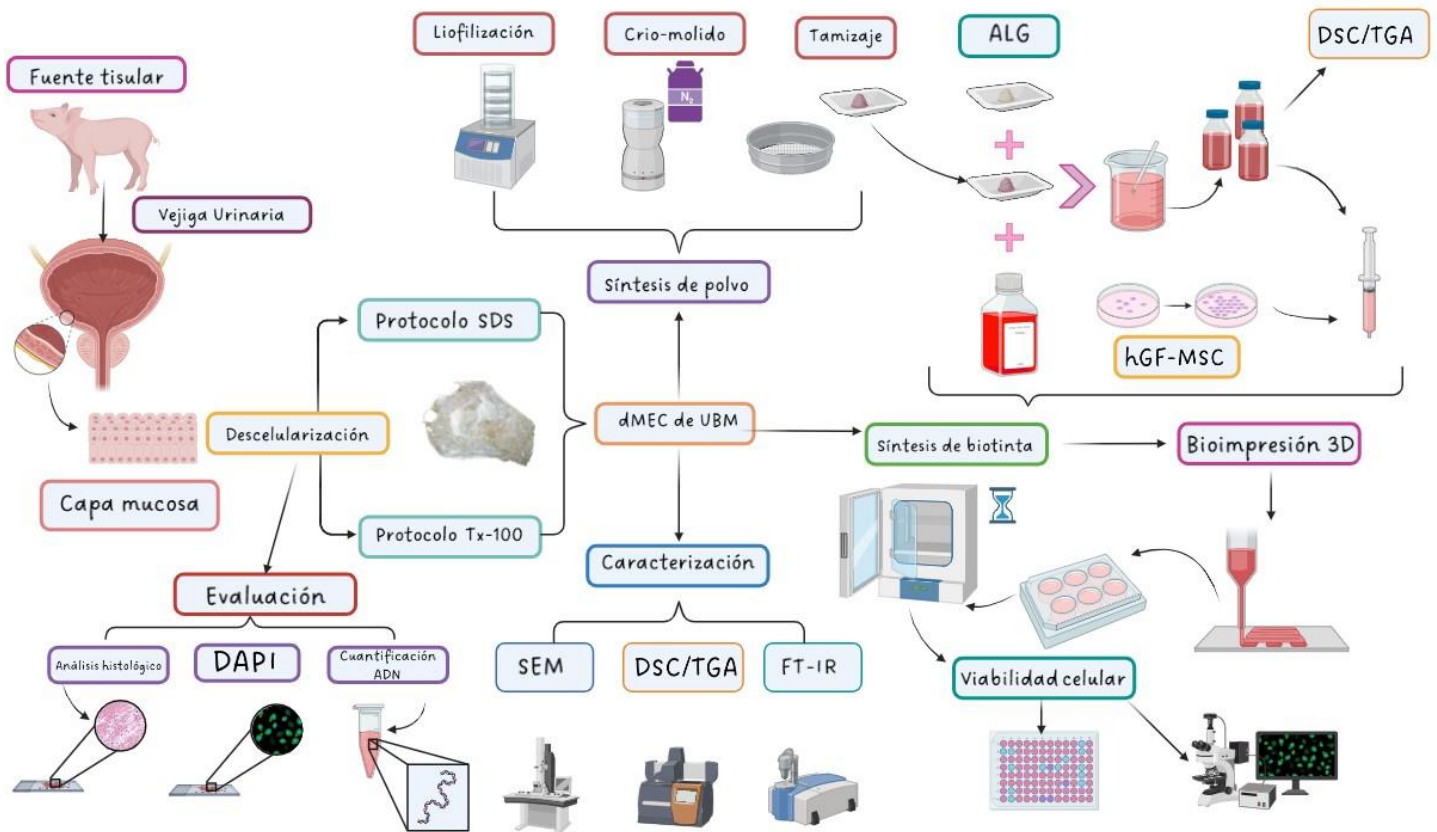 Liofilización
Crio-molido
Tamizaje
ALG
DSC/TGA
Fuente tisular
N₂
Vejiga Urinaria
Síntesis de polvo
Protocolo SDS
hGF-MSC
Descelularización
dMEC de UBM
Síntesis de biotinta
Bioimpresión 3D
Capa mucosa
Protocolo Tx-100
Caracterización
Evaluación
Análisis histológico
DAPI
Cuantificación
ADN
SEM
DSC/TGA
FT-IR
Viabilidad celular